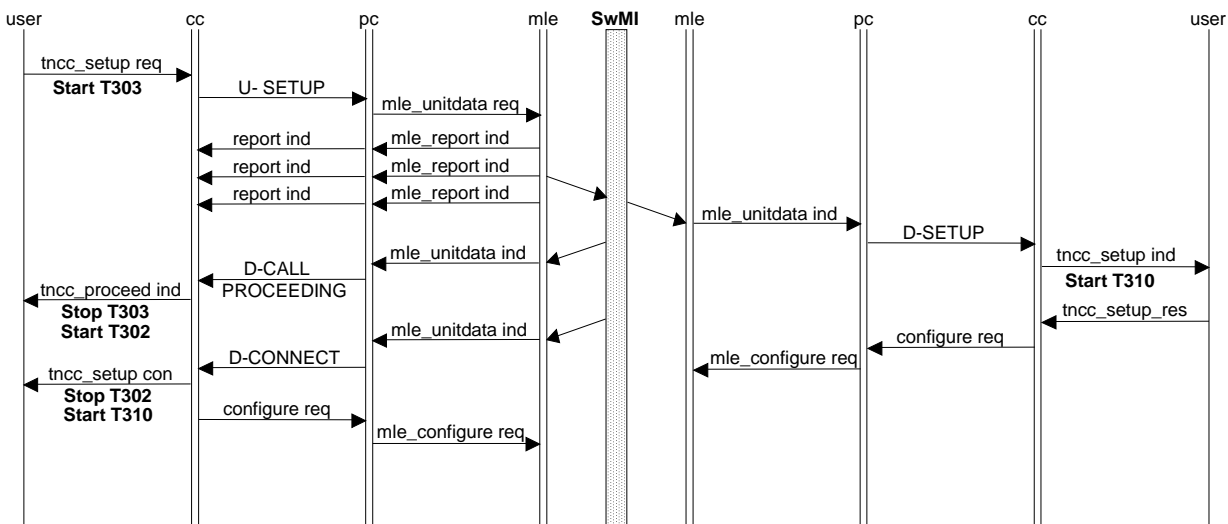 user cc pc mle SwMI mle pc cc user
tncc_setup req
Start T303
U- SETUP
mle_unitdata req
report ind mle_report ind
report ind mle_report ind
report ind mle_report ind
mle_unitdata ind
D-SETUP
mle_unitdata ind
tncc_setup ind
D-CALL
PROCEEDING
Start T310
tncc_proceed ind
Stop T303
Start T302
tncc_setup_res
mle_unitdata ind
configure req
D-CONNECT
mle_configure req
tncc_setup con
Stop T302
Start T310
configure req
mle_configure req